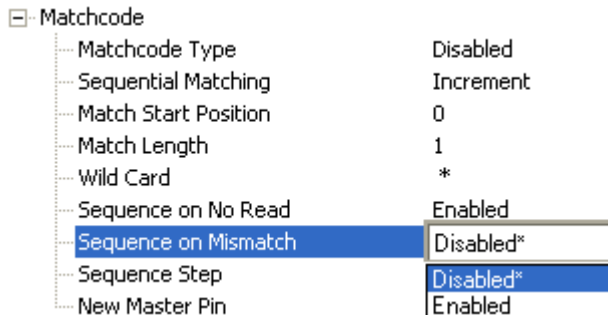 Matchcode
Matchcode Type Disabled
Sequential Matching Increment
Match Start Position 0
Match Length 1
Wild Card *
Sequence on No Read Enabled
Sequence on Mismatch Disabled*
Sequence Step Disabled*
New Master Pin Enabled